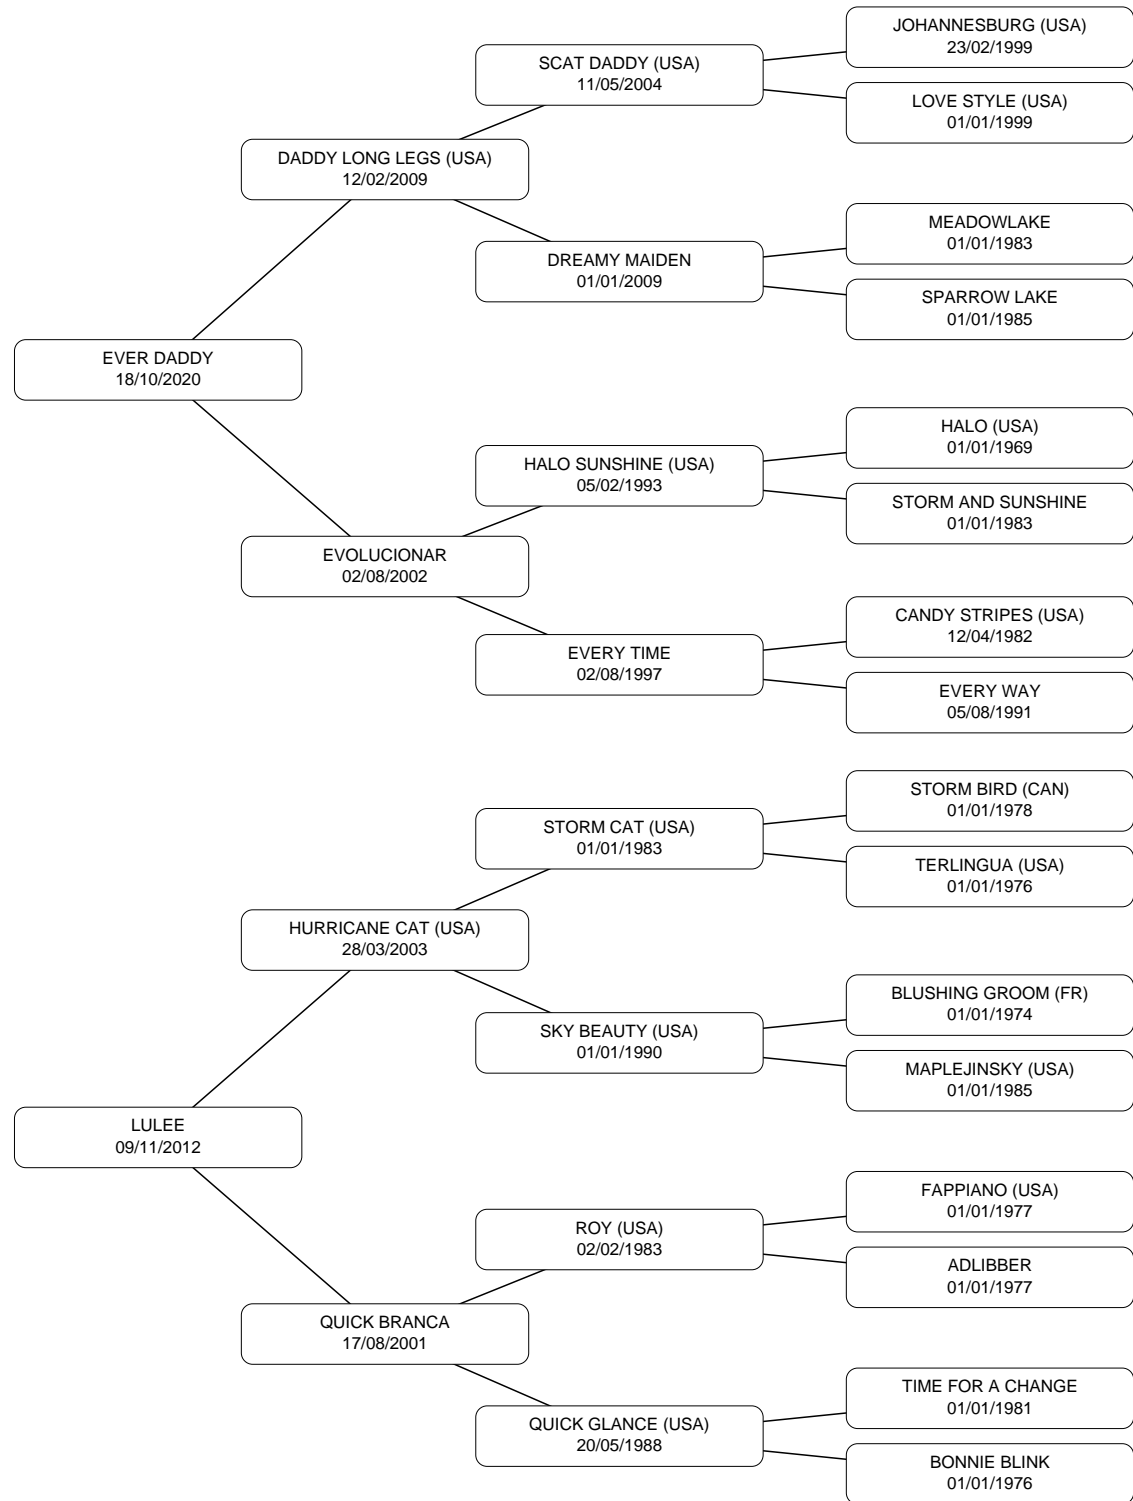 JOHANNESBURG (USA)
23/02/1999
SCAT DADDY (USA)
11/05/2004
LOVE STYLE (USA)
01/01/1999
DADDY LONG LEGS (USA)
12/02/2009
MEADOWLAKE
01/01/1983
DREAMY MAIDEN
01/01/2009
SPARROW LAKE
01/01/1985
EVER DADDY
18/10/2020
HALO (USA)
01/01/1969
HALO SUNSHINE (USA)
05/02/1993
STORM AND SUNSHINE
01/01/1983
EVOLUCIONAR
02/08/2002
CANDY STRIPES (USA)
12/04/1982
EVERY TIME
02/08/1997
EVERY WAY
05/08/1991
STORM BIRD (CAN)
01/01/1978
STORM CAT (USA)
01/01/1983
TERLINGUA (USA)
01/01/1976
HURRICANE CAT (USA)
28/03/2003
BLUSHING GROOM (FR)
01/01/1974
SKY BEAUTY (USA)
01/01/1990
MAPLEJINSKY (USA)
01/01/1985
LULEE
09/11/2012
FAPPIANO (USA)
01/01/1977
ROY (USA)
02/02/1983
ADLIBBER
01/01/1977
QUICK BRANCA
17/08/2001
TIME FOR A CHANGE
01/01/1981
QUICK GLANCE (USA)
20/05/1988
BONNIE BLINK
01/01/1976